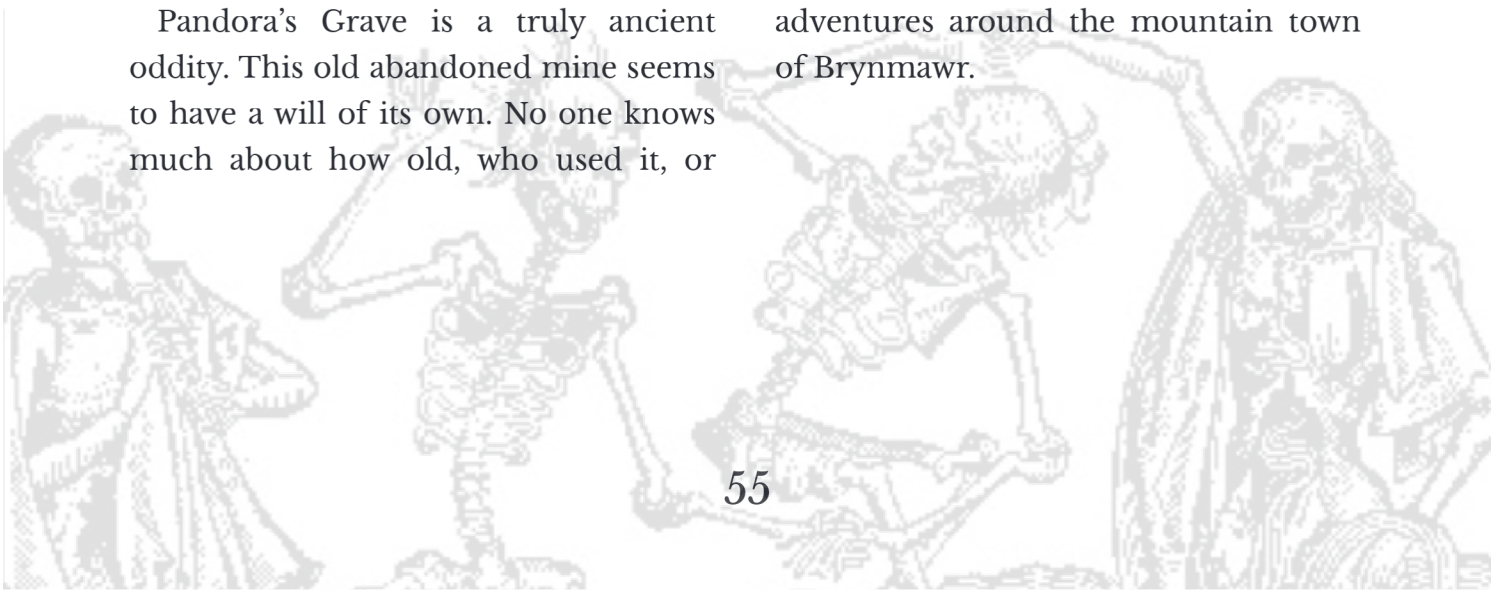 Pandora’s Grave is a truly ancient
oddity. This old abandoned mine seems
to have a will of its own. No one knows
much about how old, who used it, or
adventures around the mountain town
of Brynmawr.
55